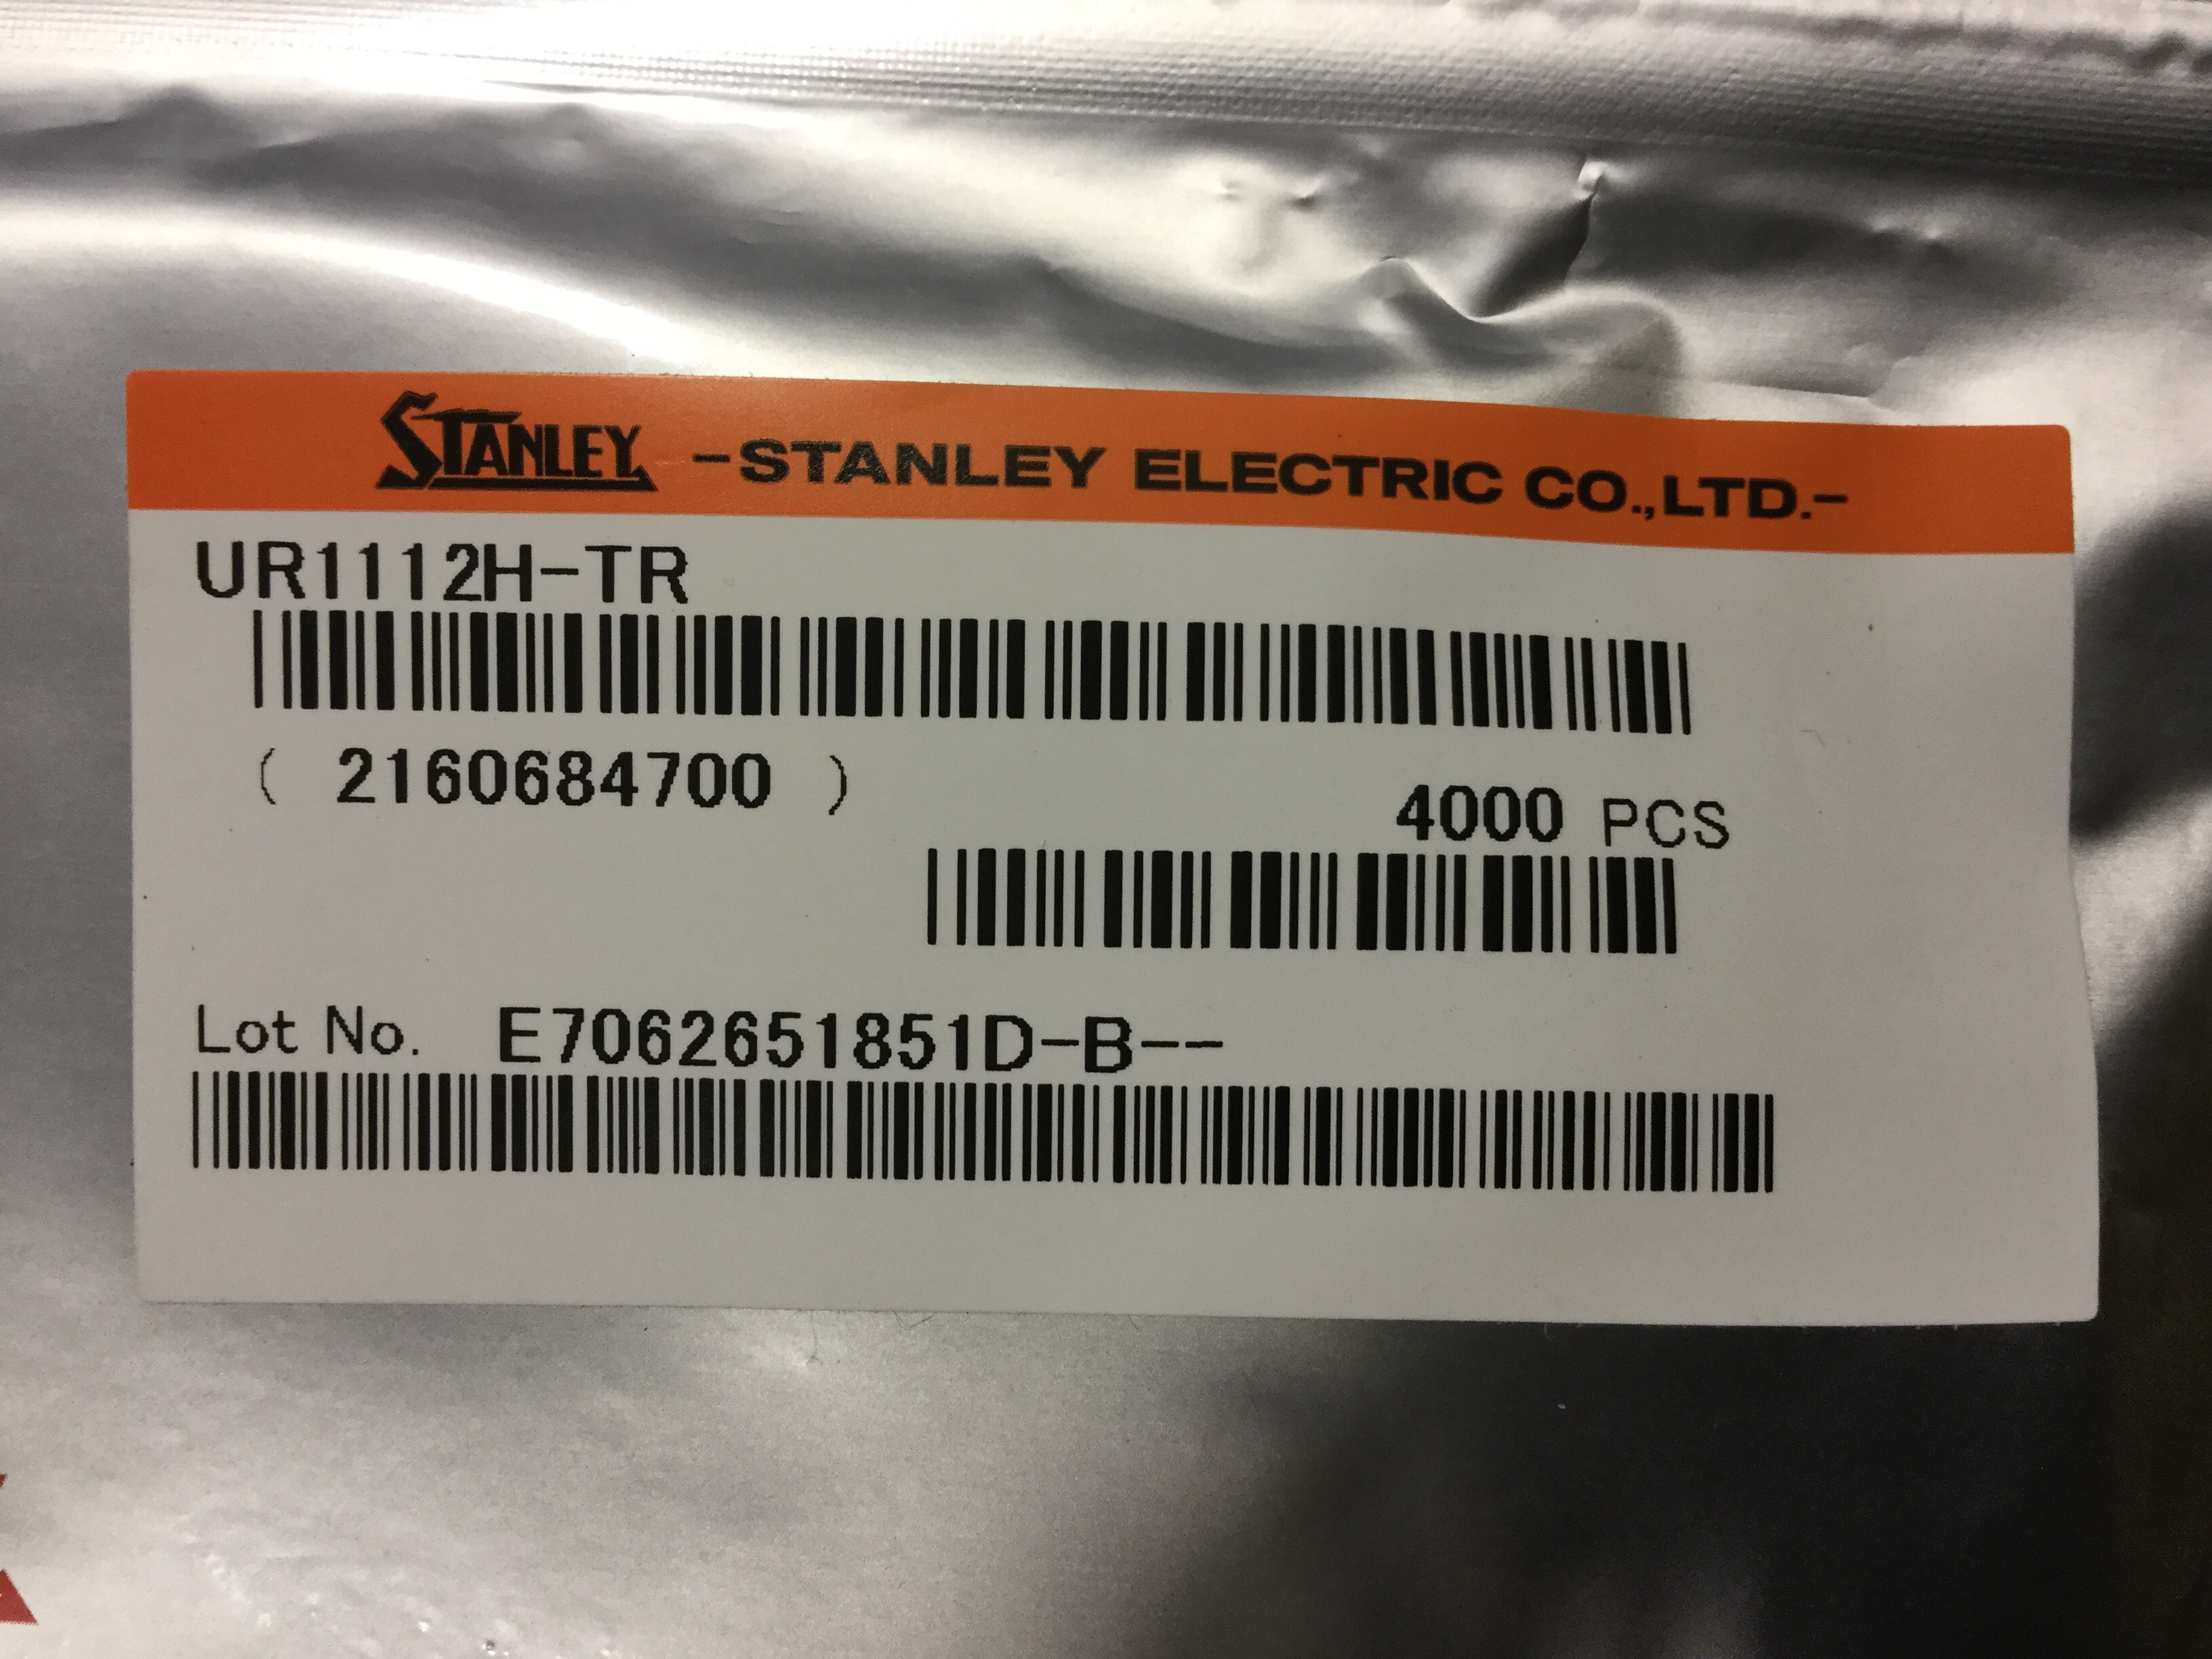 STANLEY -STANLEY ELECTRIC CO.,LTD.-
UR1112H-TR
( 2160684700 )
4000 PCS
Lot No. E7062651851D-B--